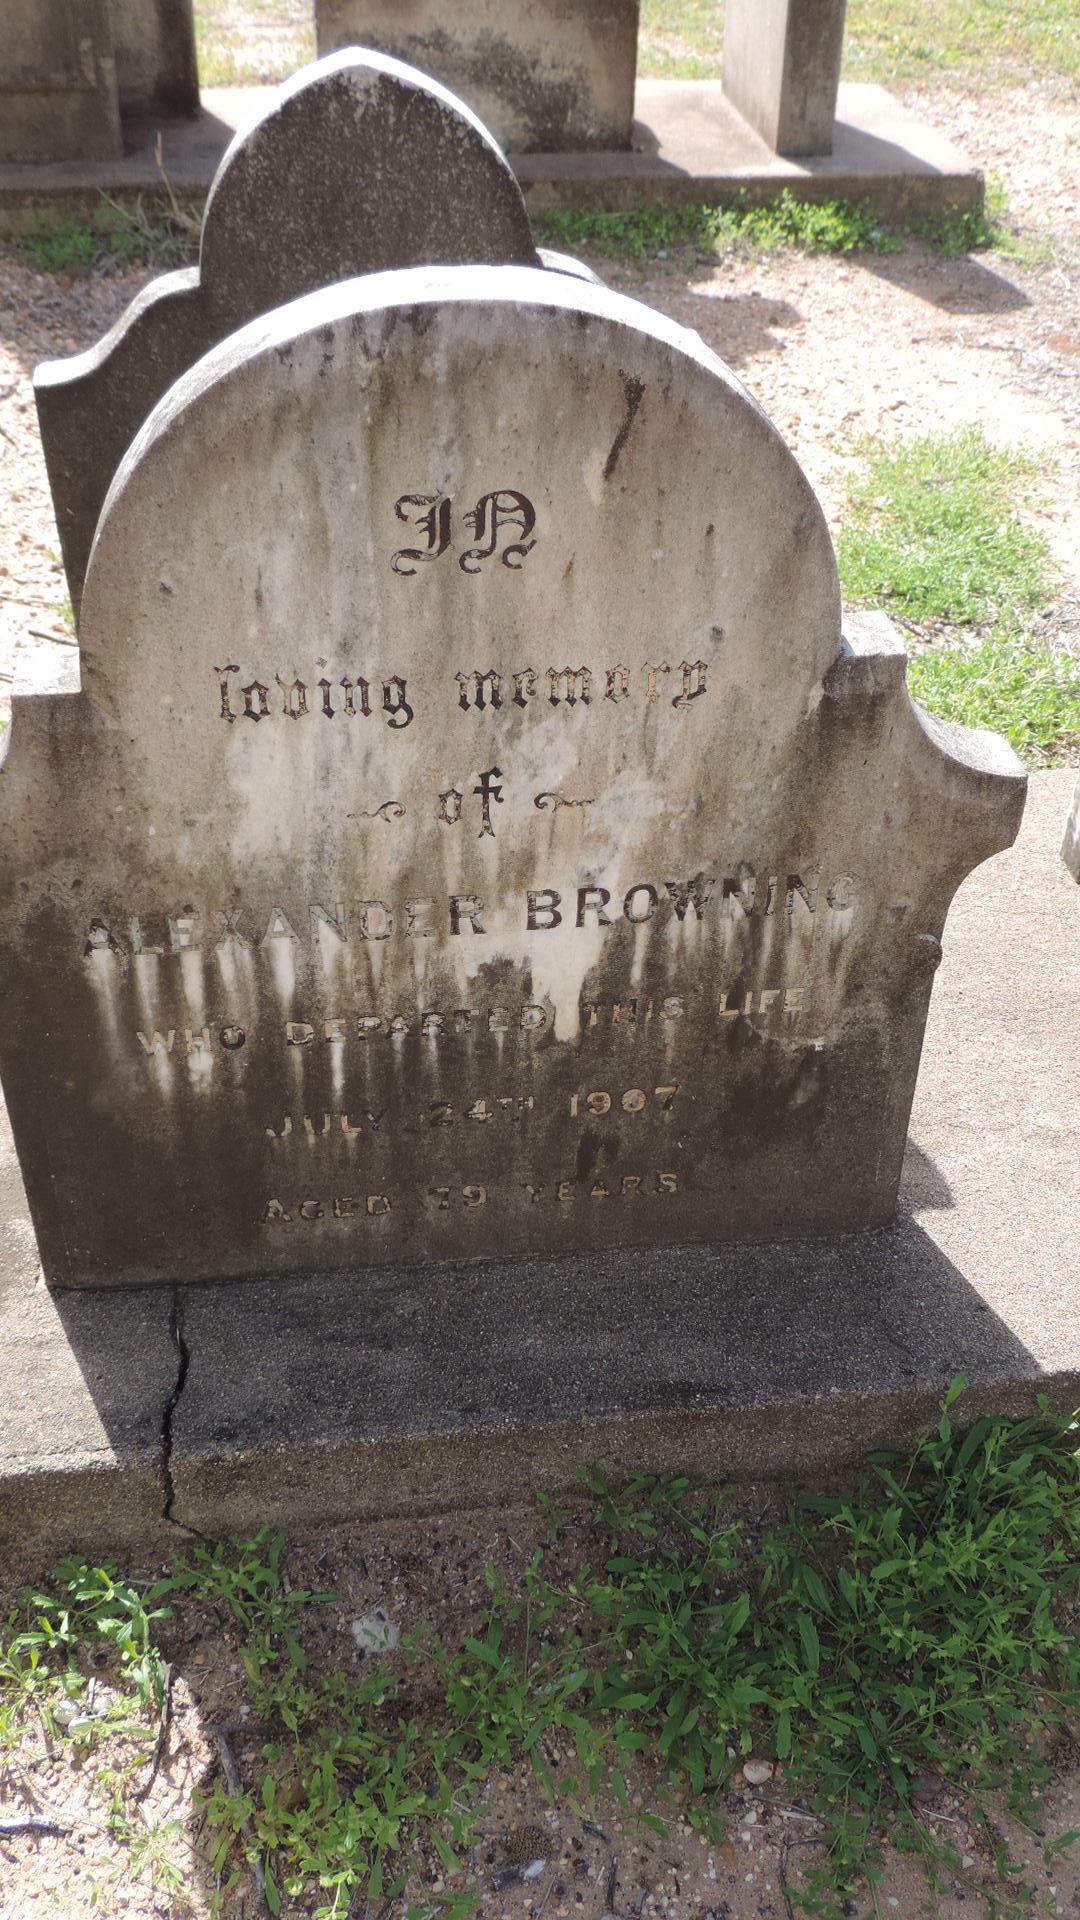 IN
loving memory
of
ALEXANDER BROWNING
WHO DEPARTED THIS LIFE
JULY 24TH 1907
AGED 79 YEARS